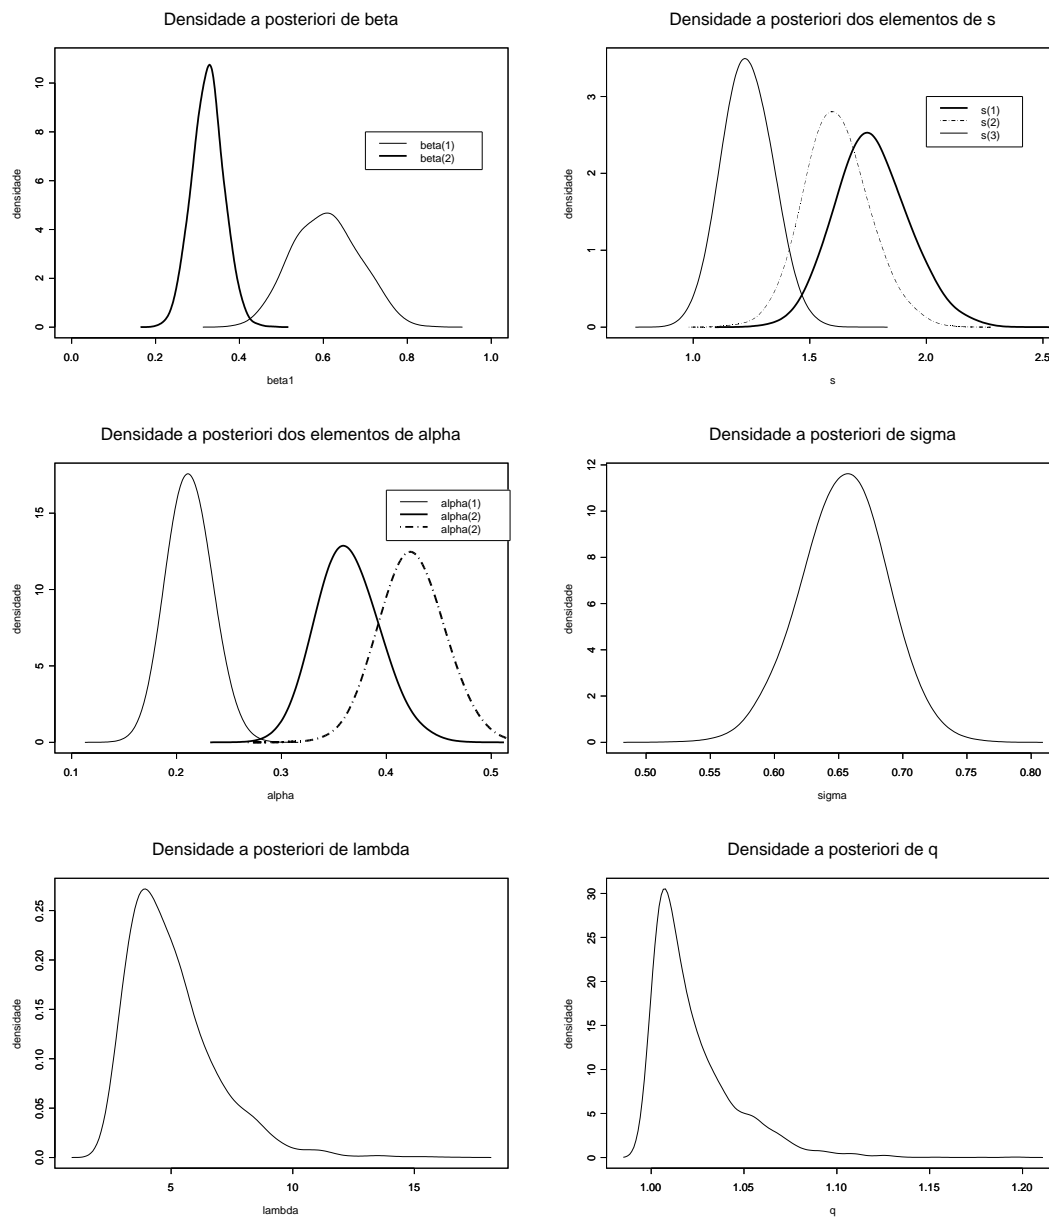 Densidade a posteriori de beta
densidade
0 2 4 6 8 10
beta(1)
beta(2)
0.0 0.2 0.4 0.6 0.8 1.0
beta1
Densidade a posteriori dos elementos de s
densidade
0 1 2 3
s(1)
s(2)
s(3)
1.0 1.5 2.0 2.5
s
Densidade a posteriori dos elementos de alpha
densidade
0 5 10 15
alpha(1)
alpha(2)
alpha(2)
0.1 0.2 0.3 0.4 0.5
alpha
Densidade a posteriori de sigma
densidade
0 2 4 6 8 10 12
0.50 0.55 0.60 0.65 0.70 0.75 0.80
sigma
Densidade a posteriori de lambda
densidade
0.0 0.05 0.10 0.15 0.20 0.25
5 10 15
lambda
Densidade a posteriori de q
densidade
0 5 10 15 20 25 30
1.00 1.05 1.10 1.15 1.20
q